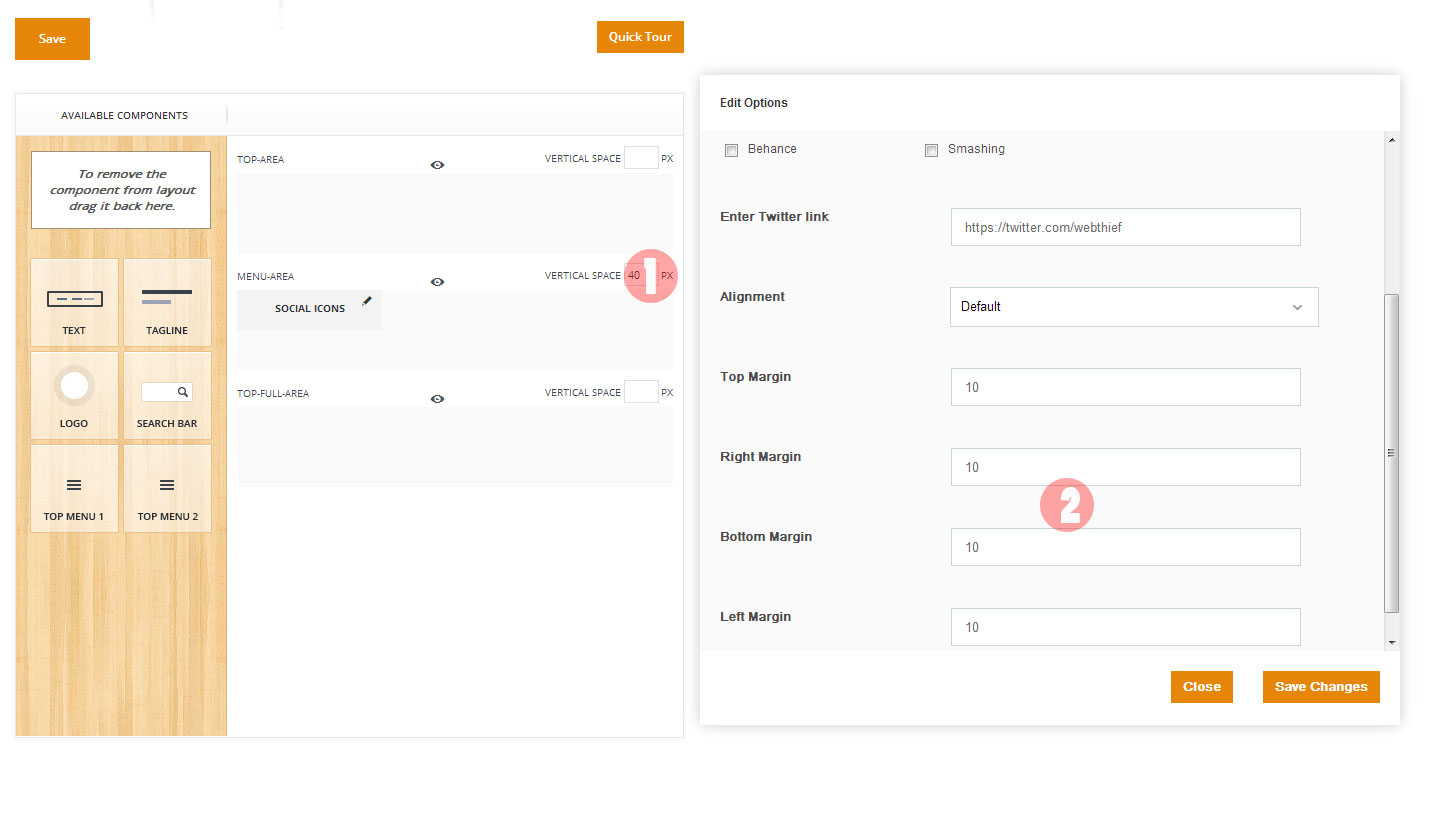 Save
Quick Tour
AVAILABLE COMPONENTS
To remove the
component from layout
drag it back here.
TEXT
TAGLINE
LOGO
SEARCH BAR
TOP MENU 1
TOP MENU 2
TOP-AREA
VERTICAL SPACE PX
MENU-AREA
VERTICAL SPACE 40 PX
1
SOCIAL ICONS
TOP-FULL-AREA
VERTICAL SPACE PX
Edit Options
Behance
Smashing
Enter Twitter link
https://twitter.com/webthief
Alignment
Default
Top Margin
10
Right Margin
10
2
Bottom Margin
10
Left Margin
10
Close
Save Changes